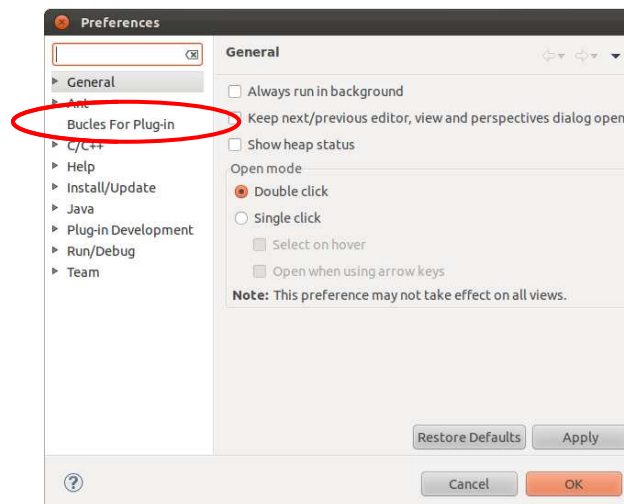 Preferences
General
General
Always run in background
Ant
Bucles For Plug-in
Keep next/previous editor, view and perspectives dialog open
C/C++
Show heap status
Help
Open mode
Install/Update
Double click
Java
Single click
Plug-in Development
Select on hover
Run/Debug
Open when using arrow keys
Team
Note: This preference may not take effect on all views.
Restore Defaults
Apply
?
Cancel
OK